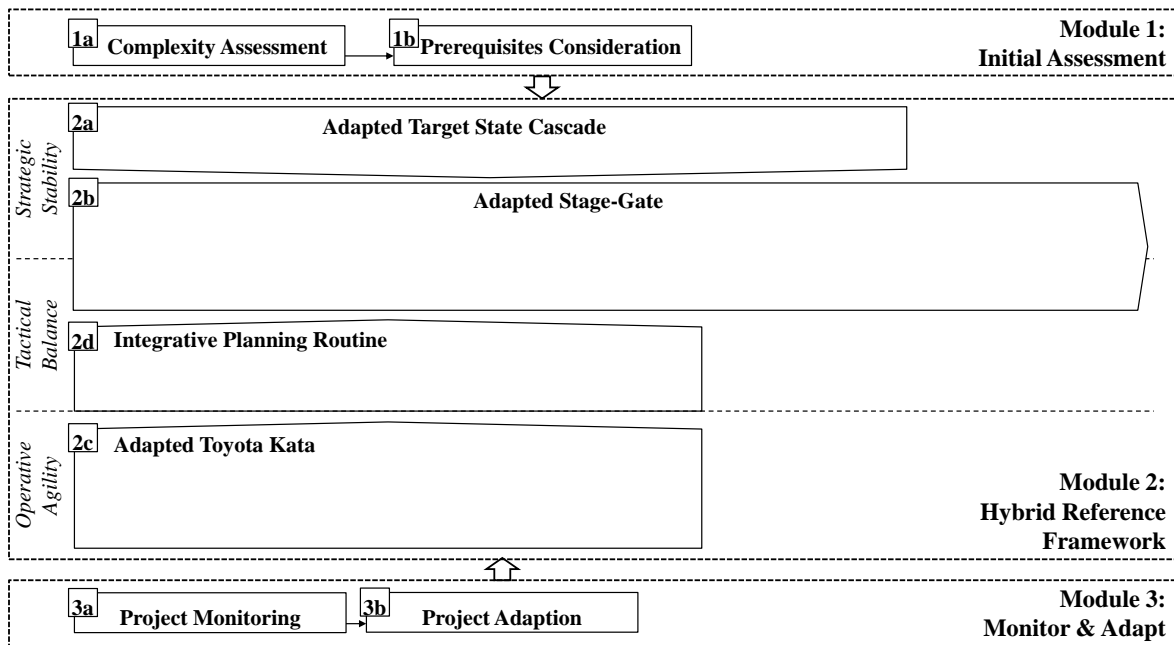 1a
Complexity Assessment
1b
Prerequisites Consideration
Module 1:
Initial Assessment
Strategic
Stability
2a
Adapted Target State Cascade
2b
Adapted Stage-Gate
Tactical
Balance
2d
Integrative Planning Routine
Operative
Agility
2c
Adapted Toyota Kata
Module 2:
Hybrid Reference
Framework
3a
Project Monitoring
3b
Project Adaption
Module 3:
Monitor & Adapt